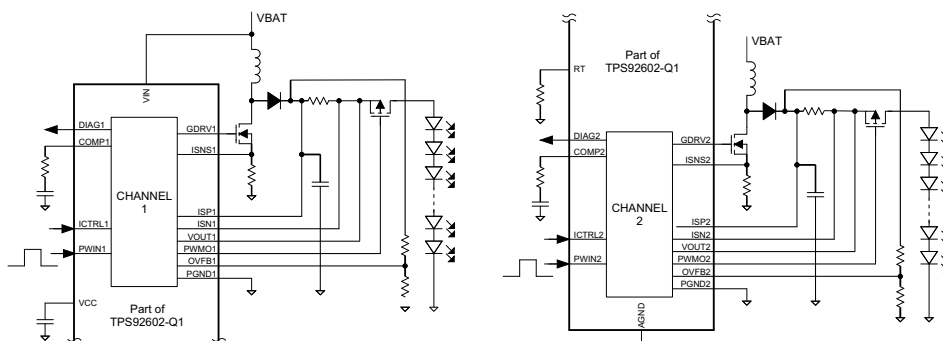 VBAT
VIN
DIAG1
COMP1
GDRV1
ISNS1
CHANNEL
1
ICTRL1
PWIN1
ISP1
ISN1
VOUT1
PWMO1
OVFB1
PGND1
VCC
Part of
TPS92602-Q1
Part of
TPS92602-Q1
VBAT
RT
DIAG2
COMP2
GDRV2
ISNS2
CHANNEL
2
ICTRL2
PWIN2
ISP2
ISN2
VOUT2
PWMO2
OVFB2
PGND2
AGND